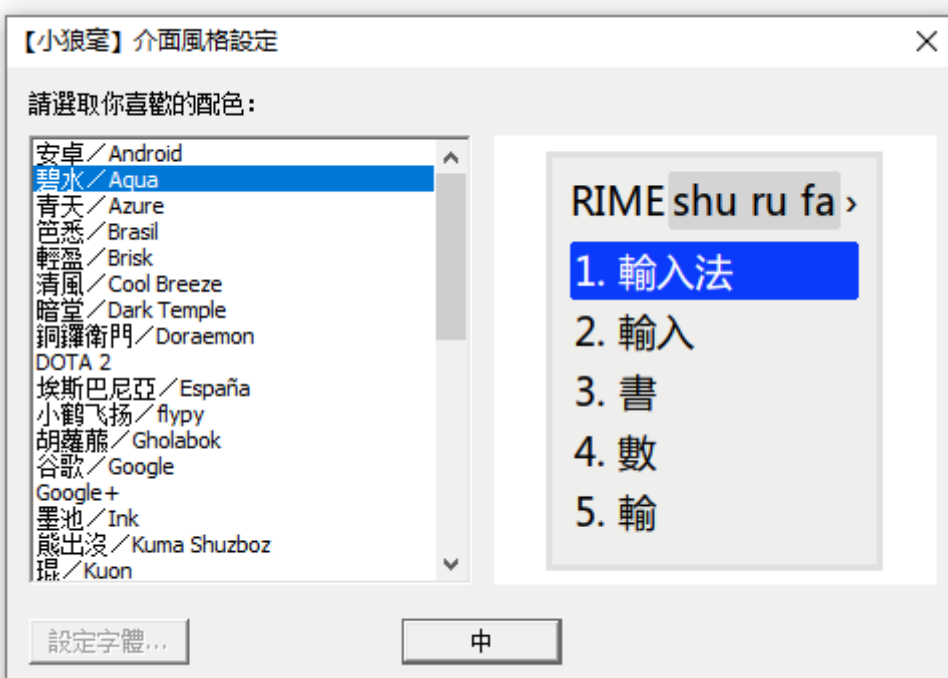 【小狼毫】介面風格設定
請選取你喜歡的配色:
安卓／Android
碧水／Aqua
青天／Azure
笆悉／Brasil
輕盈／Brisk
清風／Cool Breeze
暗堂／Dark Temple
銅鑼衛門／Doraemon
DOTA 2
埃斯巴尼亞／España
小鹤飞扬／flypy
胡蘿蔔／Gholabok
谷歌／Google
Google+
墨池／Ink
熊出沒／Kuma Shuzboz
琨／Kuon
RIME shu ru fa ›
1. 輸入法
2. 輸入
3. 書
4. 數
5. 輸
設定字體...
中